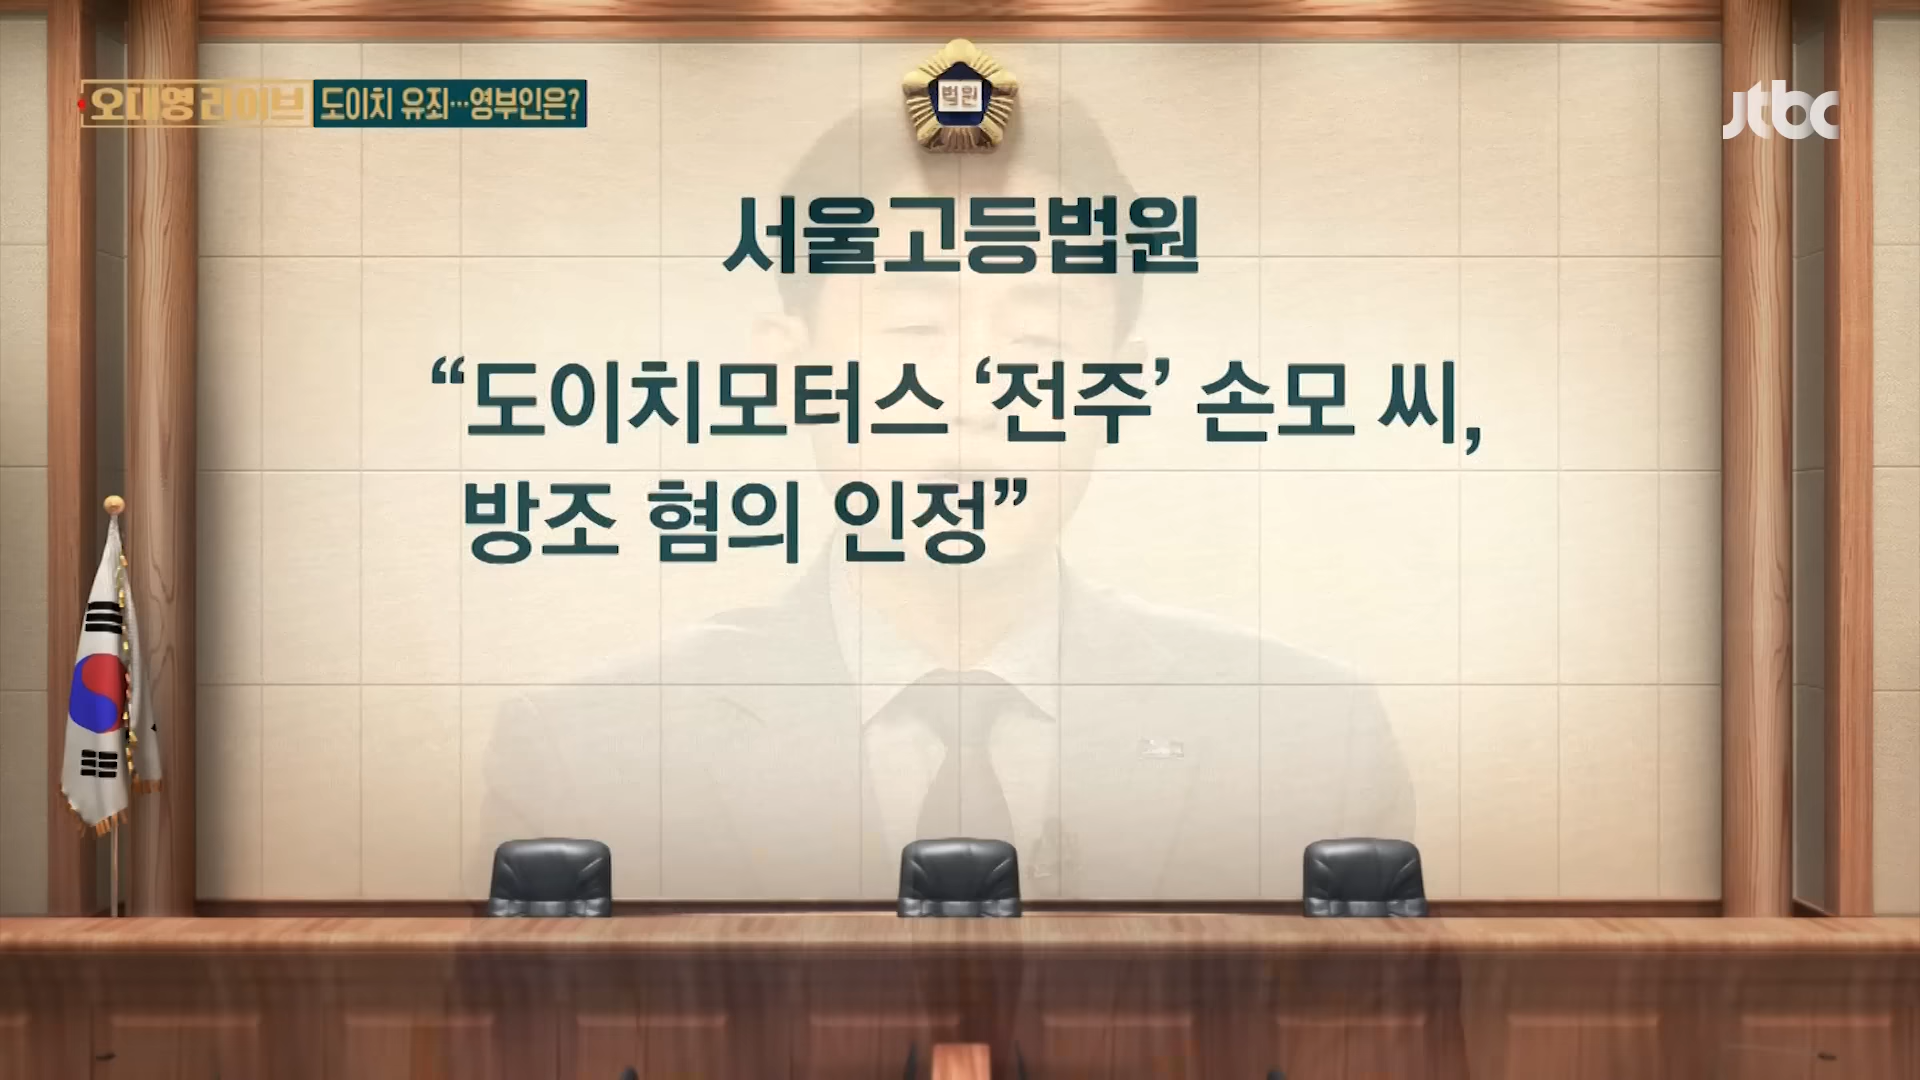 오대영 라이브 도이치 유죄…영부인은?
법원
jtbc
서울고등법원
“도이치모터스 ‘전주’ 손모 씨,
방조 혐의 인정”